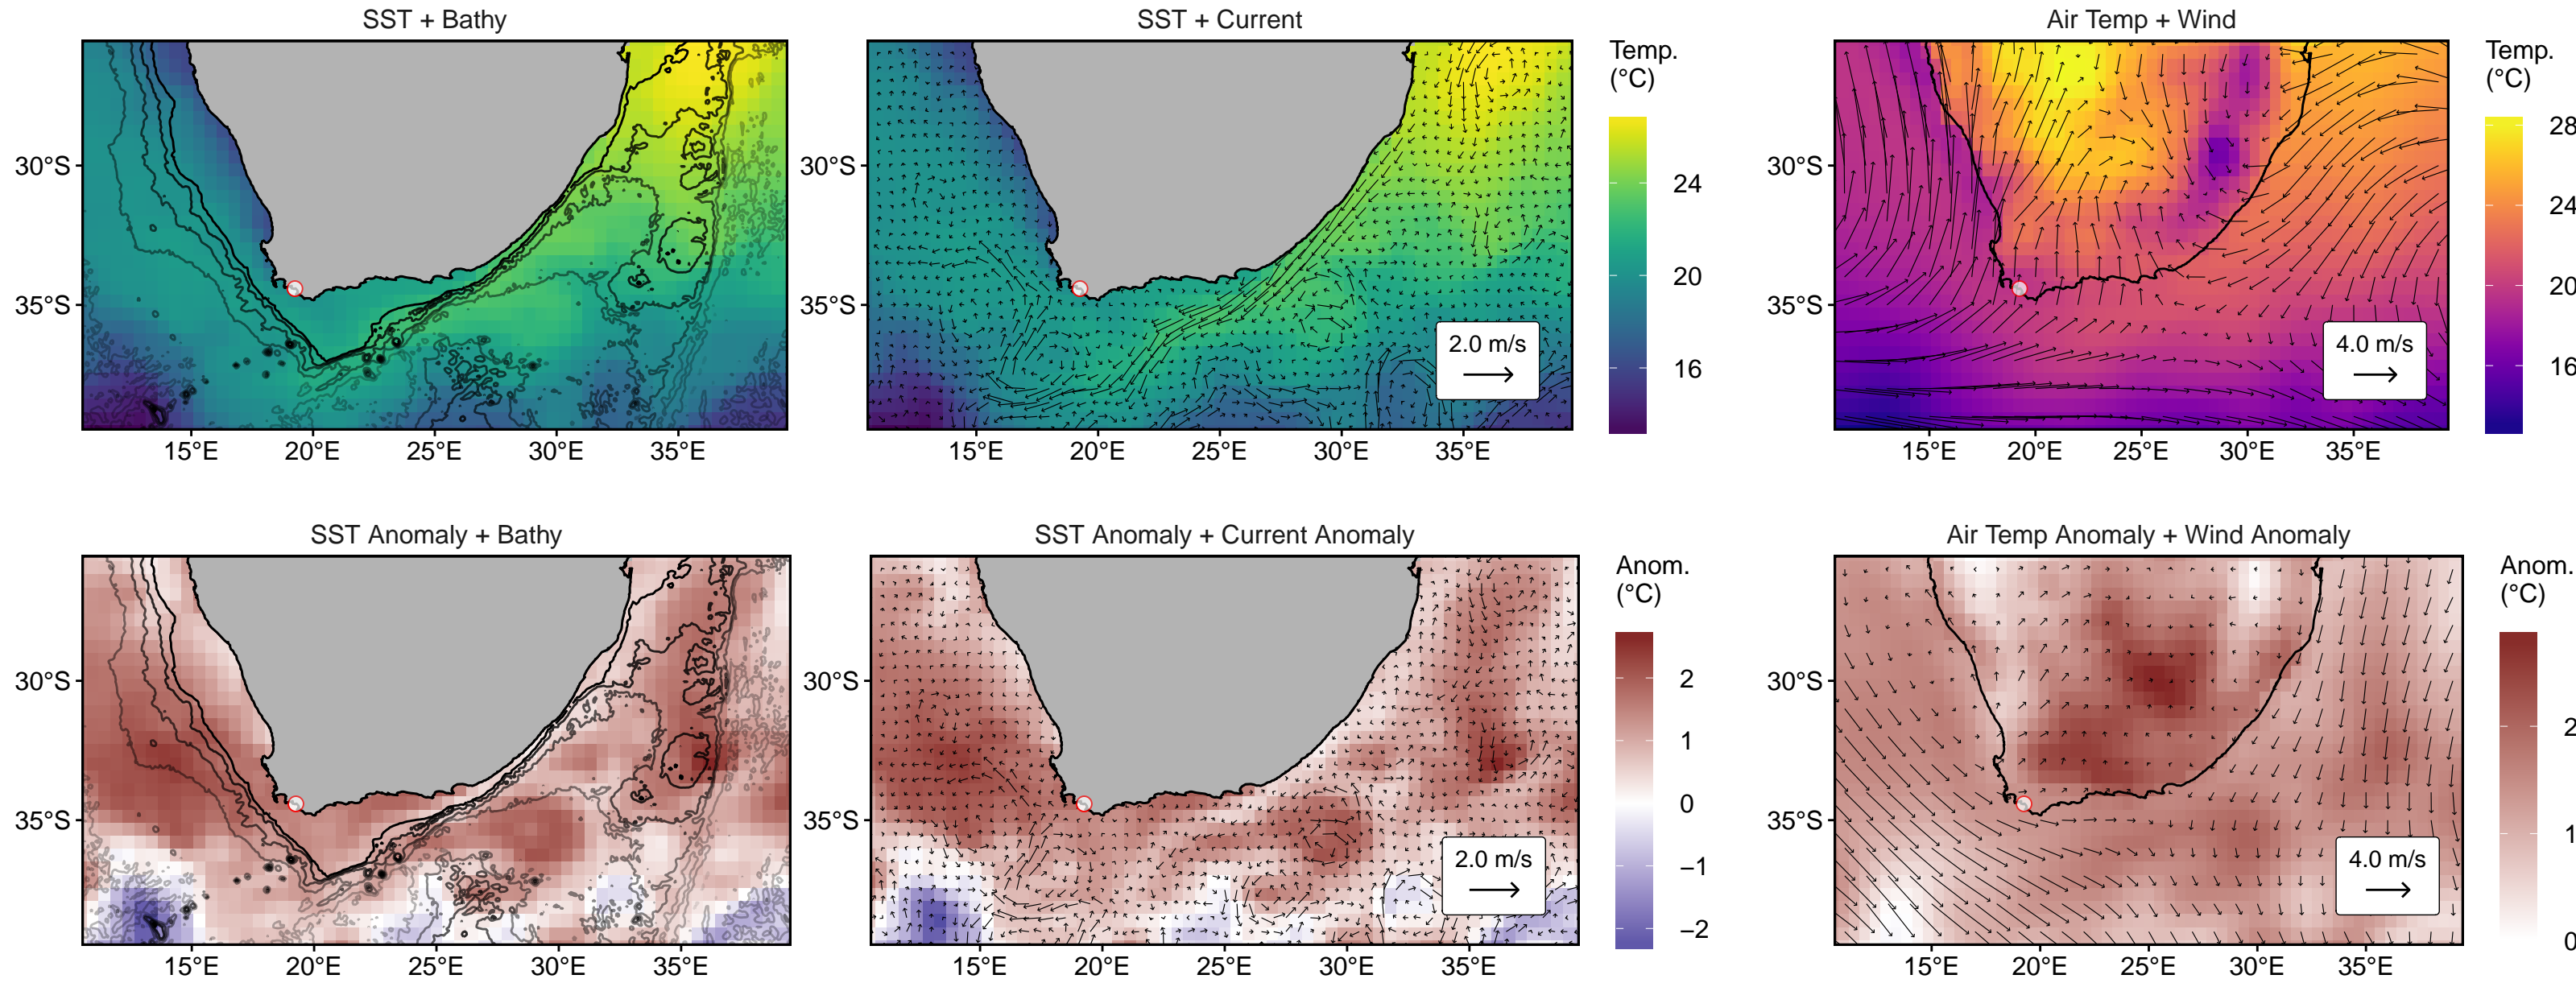 SST + Bathy
SST + Current
Air Temp + Wind
30°S
35°S
15°E 20°E 25°E 30°E 35°E
30°S
35°S
15°E 20°E 25°E 30°E 35°E
2.0 m/s
Temp.
(°C)
24
20
16
30°S
35°S
15°E 20°E 25°E 30°E 35°E
4.0 m/s
Temp.
(°C)
28
24
20
16
SST Anomaly + Bathy
SST Anomaly + Current Anomaly
Air Temp Anomaly + Wind Anomaly
30°S
35°S
15°E 20°E 25°E 30°E 35°E
30°S
35°S
15°E 20°E 25°E 30°E 35°E
2.0 m/s
Anom.
(°C)
2
1
0
−1
−2
30°S
35°S
15°E 20°E 25°E 30°E 35°E
4.0 m/s
Anom.
(°C)
2
1
0